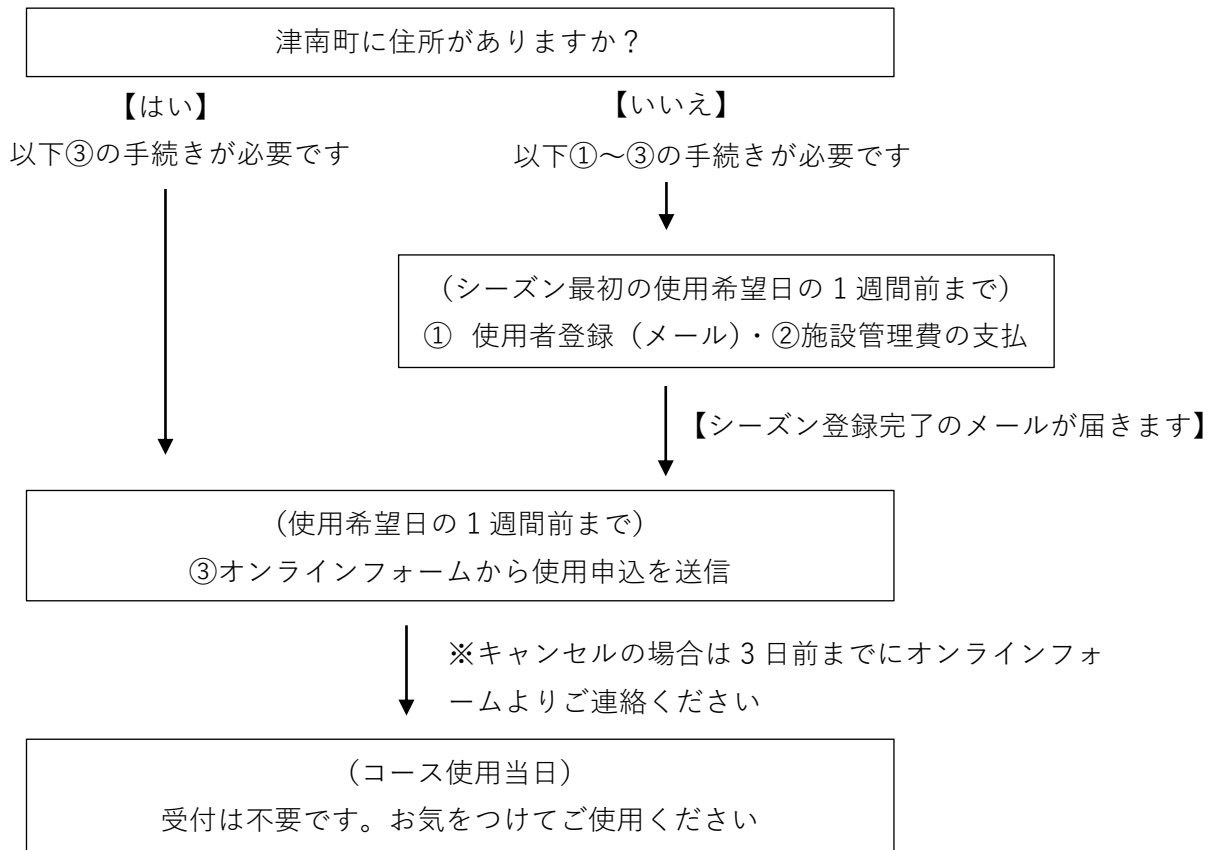 津南町に住所がありますか？
【はい】
【いいえ】
以下③の手続きが必要です
以下①～③の手続きが必要です
（シーズン最初の使用希望日の 1 週間前まで）
① 使用者登録（メール）・②施設管理費の支払
【シーズン登録完了のメールが届きます】
（使用希望日の 1 週間前まで）
③オンラインフォームから使用申込を送信
※キャンセルの場合は 3 日前までにオンラインフォ
ームよりご連絡ください
（コース使用当日）
受付は不要です。お気をつけてご使用ください